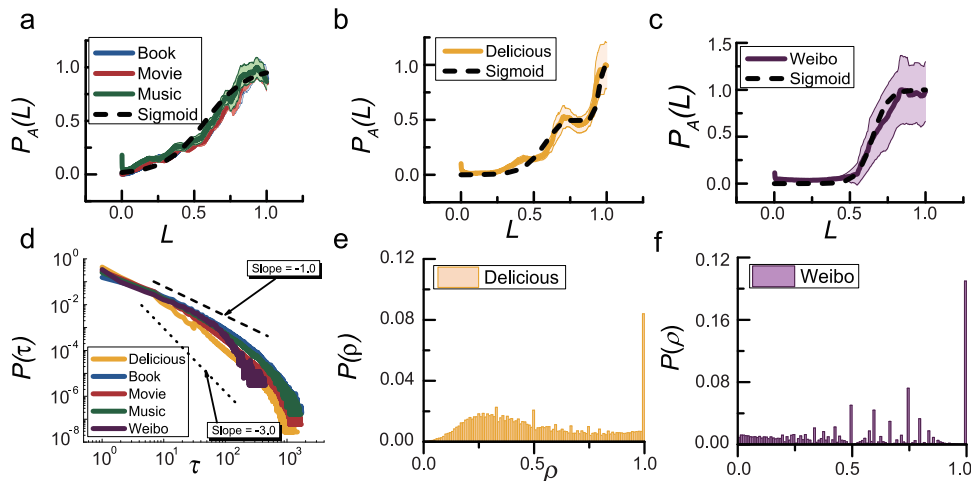 a
Book
Movie
Music
Sigmoid
1.0
0.5
0.0
P_A(L)
0.0 0.5 1.0
L
b
Delicious
Sigmoid
1.0
0.5
0.0
P_A(L)
0.0 0.5 1.0
L
c
Weibo
Sigmoid
1.5
1.0
0.5
0.0
P_A(L)
0.0 0.5 1.0
L
d
Slope = -1.0
Slope = -3.0
Delicious
Book
Movie
Music
Weibo
10^0
10^-2
10^-4
10^-6
10^-8
P(τ)
10^0 10^1 10^2 10^3
τ
e
Delicious
0.12
0.08
0.04
0.00
P(ρ)
0.0 0.5 1.0
ρ
f
Weibo
0.12
0.16
0.08
0.00
P(ρ)
0.0 0.5 1.0